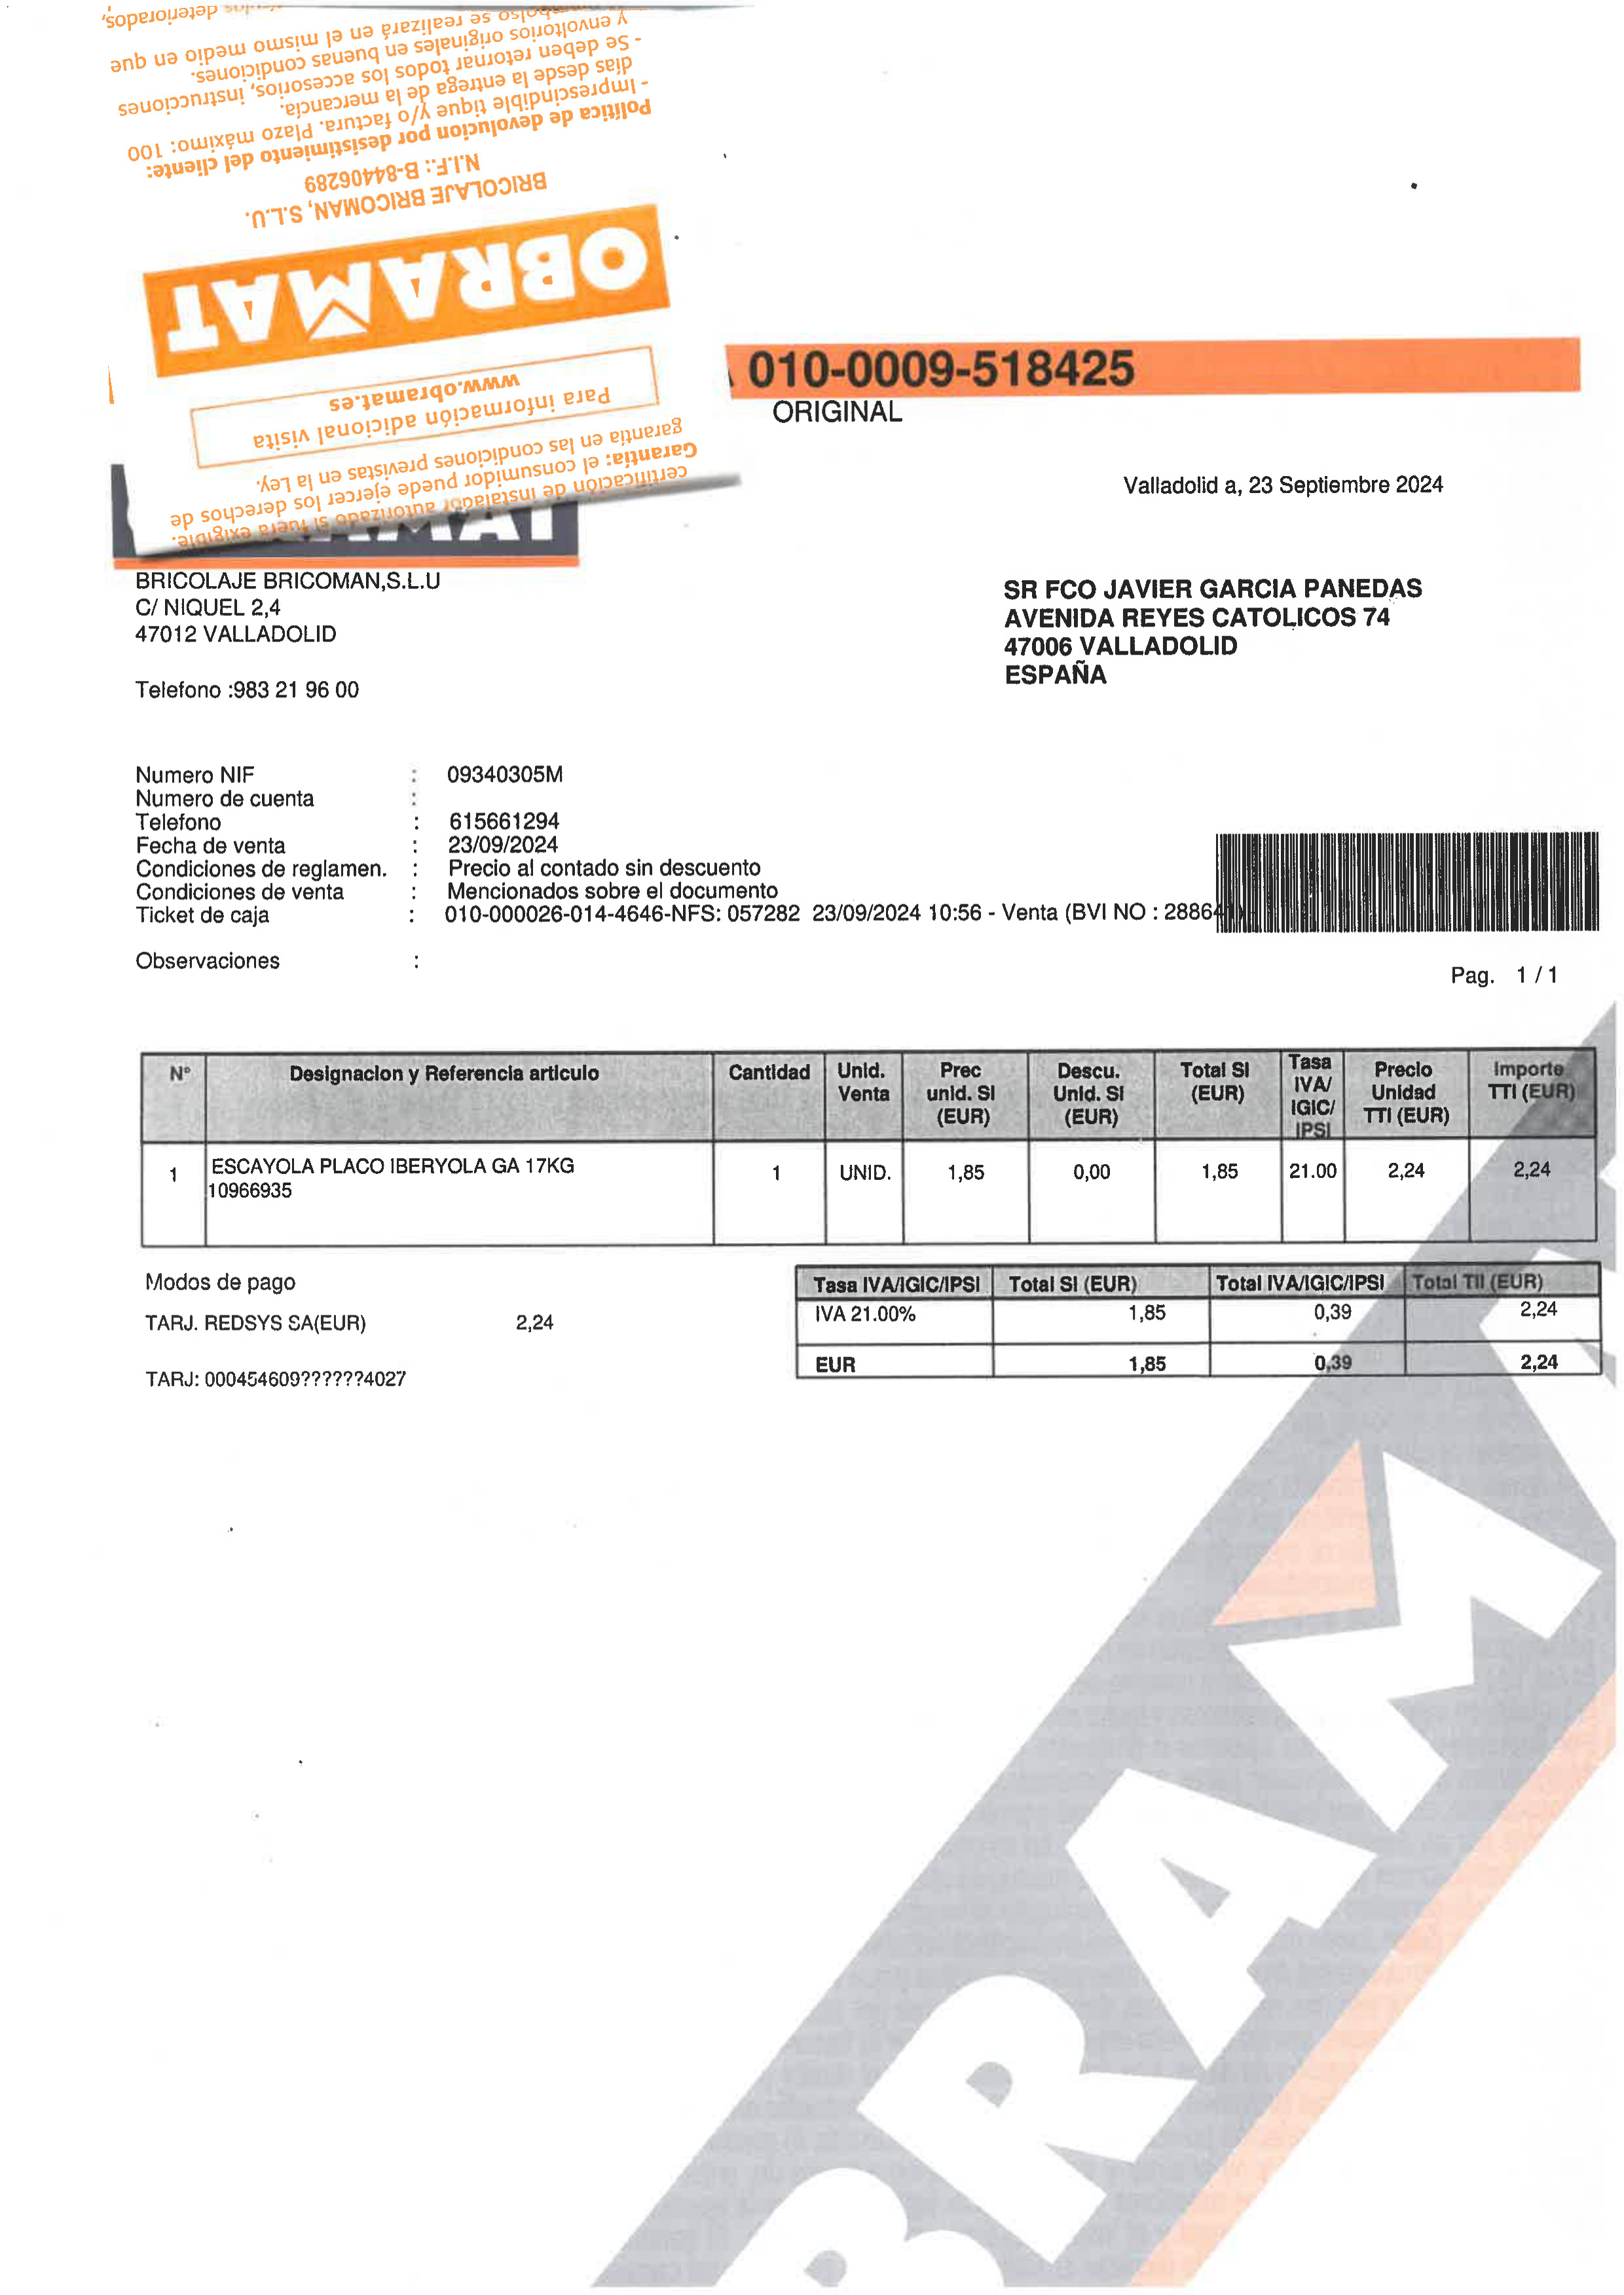 deteriorados,
se realizará en el mismo medio en que
y envoltorios originales en buenas condiciones.
- Se deben retornar todos los accesorios, instrucciones
días desde la entrega de la mercancía.
- Imprescindible tique y/o factura. Plazo máximo: 100
Política de devolucion por desistimiento del cliente:
N.I.F.: B-84406289
BRICOLAJE BRICOMAN, S.L.U.
OBRAMAT
www.obramat.es
Para información adicional visita
garantía en las condiciones previstas en la Ley.
Garantía: el consumidor puede ejercer los derechos de
certificación de instalador autorizado si fuera exigible.
010-0009-518425
ORIGINAL
Valladolid a, 23 Septiembre 2024
BRICOLAJE BRICOMAN,S.L.U
C/ NIQUEL 2,4
47012 VALLADOLID
Telefono :983 21 96 00
SR FCO JAVIER GARCIA PANEDAS
AVENIDA REYES CATOLICOS 74
47006 VALLADOLID
ESPAÑA
Numero NIF : 09340305M
Numero de cuenta :
Telefono : 615661294
Fecha de venta : 23/09/2024
Condiciones de reglamen. : Precio al contado sin descuento
Condiciones de venta : Mencionados sobre el documento
Ticket de caja : 010-000026-014-4646-NFS: 057282 23/09/2024 10:56 - Venta (BVI NO : 2886
Observaciones :
Pag. 1 / 1
Nº Designacion y Referencia articulo Cantidad Unid. Venta Prec unid. SI (EUR) Descu. Unid. SI (EUR) Total SI (EUR) Tasa IVA/ IGIC/ IPSI Precio Unidad TTI (EUR) Importe TTI (EUR)
1 ESCAYOLA PLACO IBERYOLA GA 17KG 1 UNID. 1,85 0,00 1,85 21.00 2,24 2,24
10966935
Modos de pago
TARJ. REDSYS SA(EUR) 2,24
TARJ: 000454609??????4027
Tasa IVA/IGIC/IPSI Total SI (EUR) Total IVA/IGIC/IPSI Total TII (EUR)
IVA 21.00% 1,85 0,39 2,24
EUR 1,85 0,39 2,24
BRAM